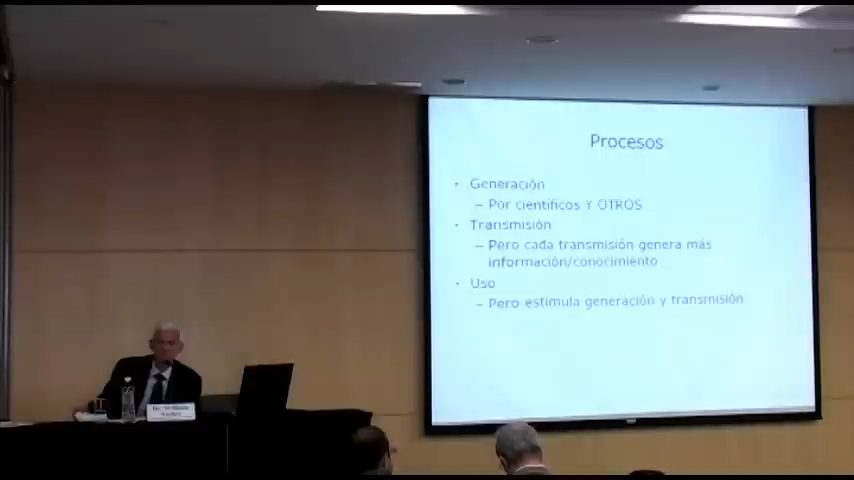 Procesos
· Generación
– Por científicos Y OTROS
· Transmisión
– Pero cada transmisión genera más
información/conocimiento
· Uso
– Pero estimula generación y transmisión